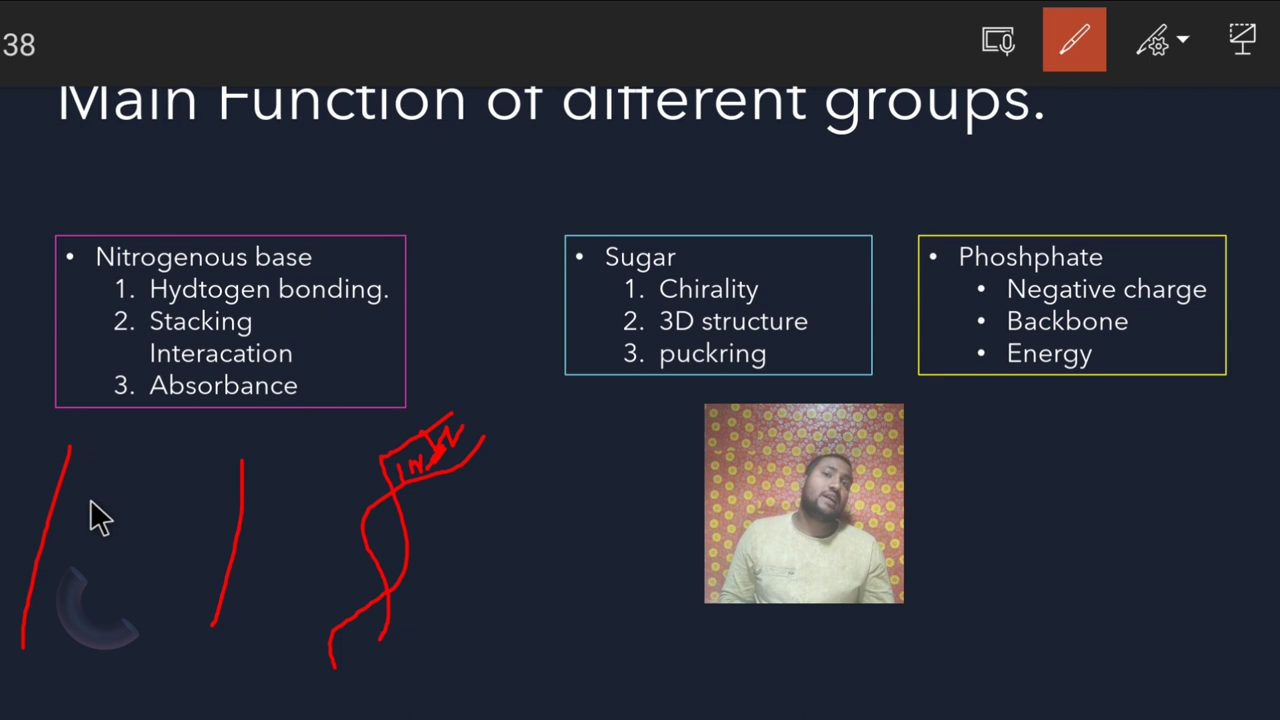 38
Main Function of different groups.
• Nitrogenous base
1. Hydtogen bonding.
2. Stacking
Interacation
3. Absorbance
• Sugar
1. Chirality
2. 3D structure
3. puckring
• Phoshphate
• Negative charge
• Backbone
• Energy